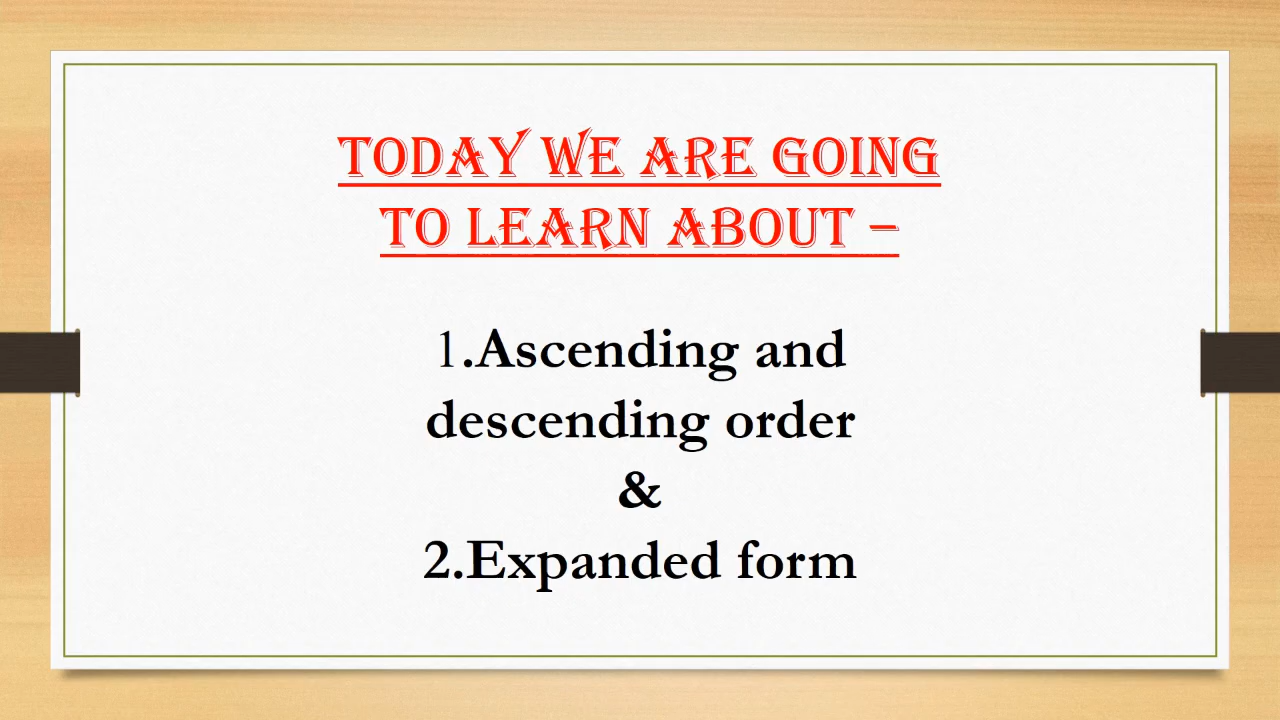 TODAY WE ARE GOING
TO LEARN ABOUT –
1.Ascending and
descending order
&
2.Expanded form